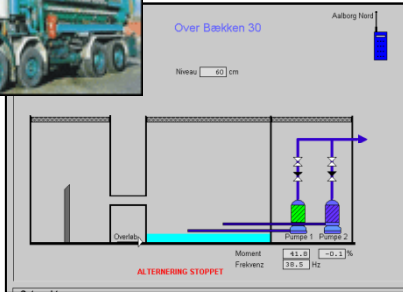 Over Bækken 30
Aalborg Nord
Niveau 60 cm
Overløb
Pumpe 1 Pumpe 2
Moment 41.8 -0.1 %
Frekvenz 38.5 Hz
ALTERNERING STOPPET